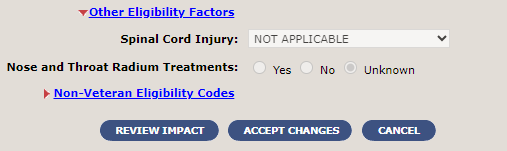 Other Eligibility Factors
Spinal Cord Injury: NOT APPLICABLE
Nose and Throat Radium Treatments: Yes No Unknown
Non-Veteran Eligibility Codes
REVIEW IMPACT ACCEPT CHANGES CANCEL